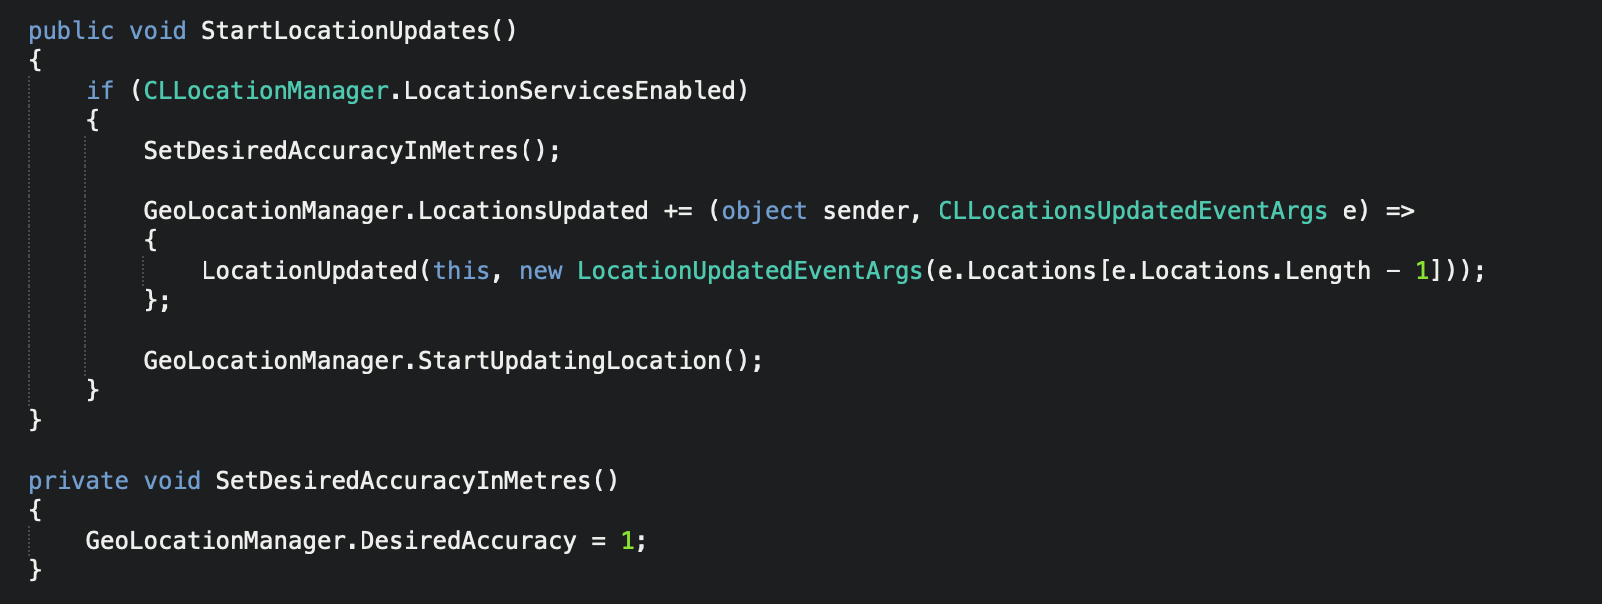 public void StartLocationUpdates()
{
    if (CLLocationManager.LocationServicesEnabled)
    {
        SetDesiredAccuracyInMetres();

        GeoLocationManager.LocationsUpdated += (object sender, CLLocationsUpdatedEventArgs e) =>
        {
            LocationUpdated(this, new LocationUpdatedEventArgs(e.Locations[e.Locations.Length - 1]));
        };

        GeoLocationManager.StartUpdatingLocation();
    }
}

private void SetDesiredAccuracyInMetres()
{
    GeoLocationManager.DesiredAccuracy = 1;
}